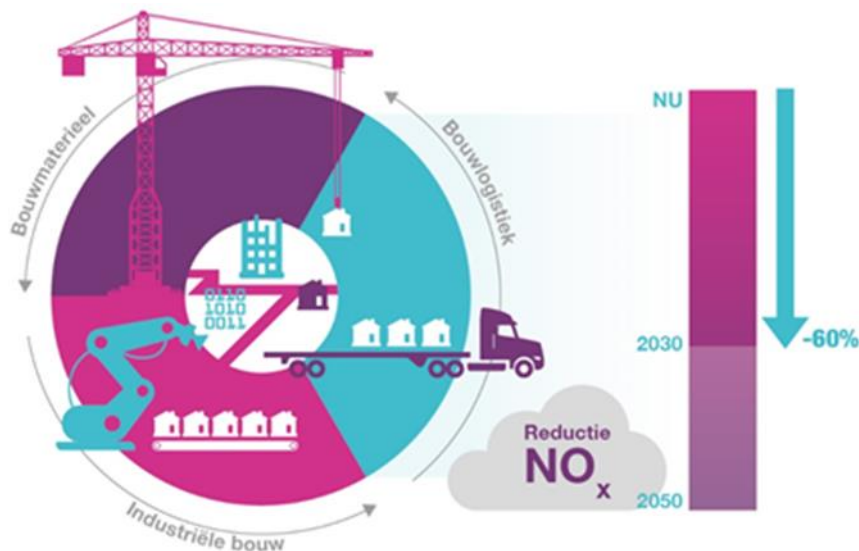 Bouwmaterieel
Bouwlogistiek
Industriële bouw
0110
1010
0011
Reductie
NOx
NU
2030
-60%
2050